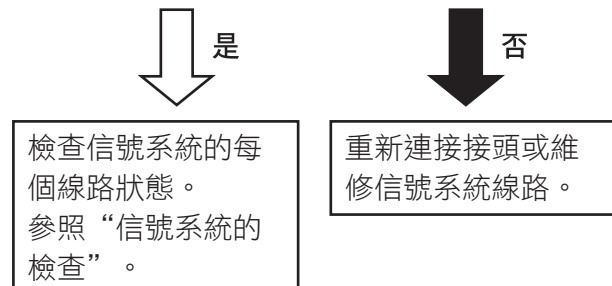 是
否
檢查信號系統的每
個線路狀態。
參照“信號系統的
檢查”。
重新連接接頭或維
修信號系統線路。